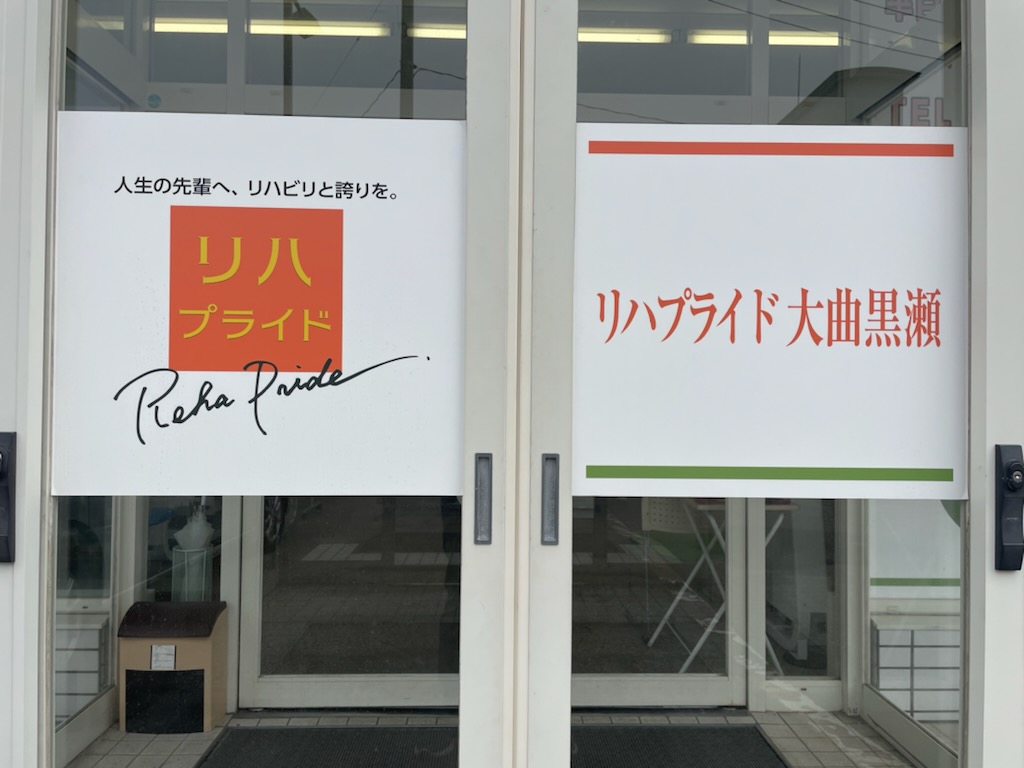 人生の先輩へ、リハビリと誇りを。
リハ
プライド
Reha Pride
リハプライド 大曲黒瀬
TEL